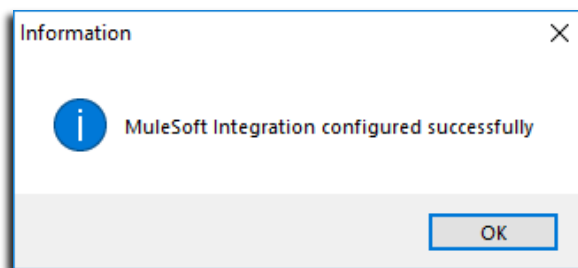 Information
MuleSoft Integration configured successfully
OK